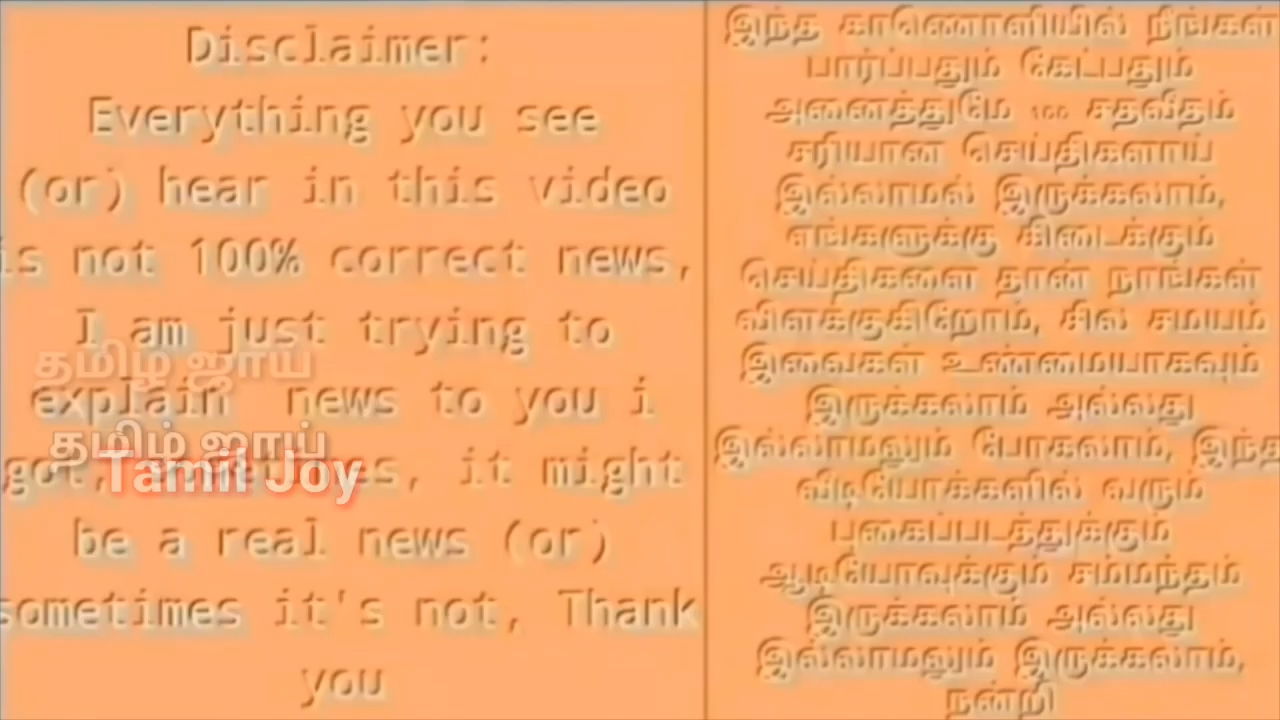 Disclaimer:
Everything you see
(or) hear in this video
is not 100% correct news,
I am just trying to
explain news to you i
got, sometimes, it might
be a real news (or)
sometimes it's not, Thank
you
தமிழ் ஜாய்
தமிழ் ஜாய்
Tamil Joy
இந்த காணொளியில் நீங்கள்
பார்ப்பதும் கேட்பதும்
அனைத்துமே 100 சதவீதம்
சரியான செய்திகளாய்
இல்லாமல் இருக்கலாம்,
எங்களுக்கு கிடைக்கும்
செய்திகளை தான் நாங்கள்
விளக்குகிறோம், சில சமயம்
இவைகள் உண்மையாகவும்
இருக்கலாம் அல்லது
இல்லாமலும் போகலாம், இந்த
வீடியோக்களில் வரும்
புகைப்படத்துக்கும்
ஆடியோவுக்கும் சம்மந்தம்
இருக்கலாம் அல்லது
இல்லாமலும் இருக்கலாம்,
நன்றி